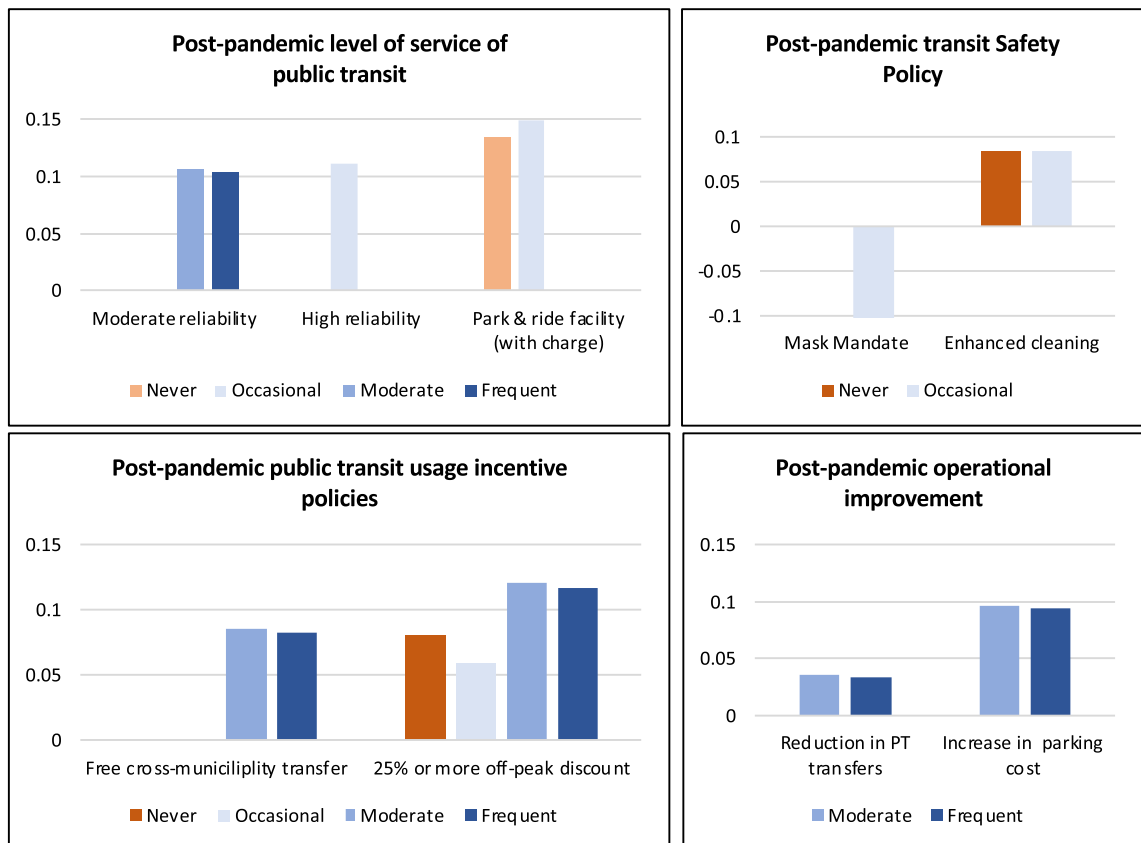 Post-pandemic level of service of
public transit
0.15
0.1
0.05
0
Moderate reliability
High reliability
Park & ride facility
(with charge)
Never
Occasional
Moderate
Frequent
Post-pandemic transit Safety
Policy
0.1
0.05
0
-0.05
-0.1
Mask Mandate
Enhanced cleaning
Never
Occasional
Post-pandemic public transit usage incentive
policies
0.15
0.1
0.05
0
Free cross-municiliplity transfer
25% or more off-peak discount
Never
Occasional
Moderate
Frequent
Post-pandemic operational
improvement
0.15
0.1
0.05
0
Reduction in PT
transfers
Increase in parking
cost
Moderate
Frequent